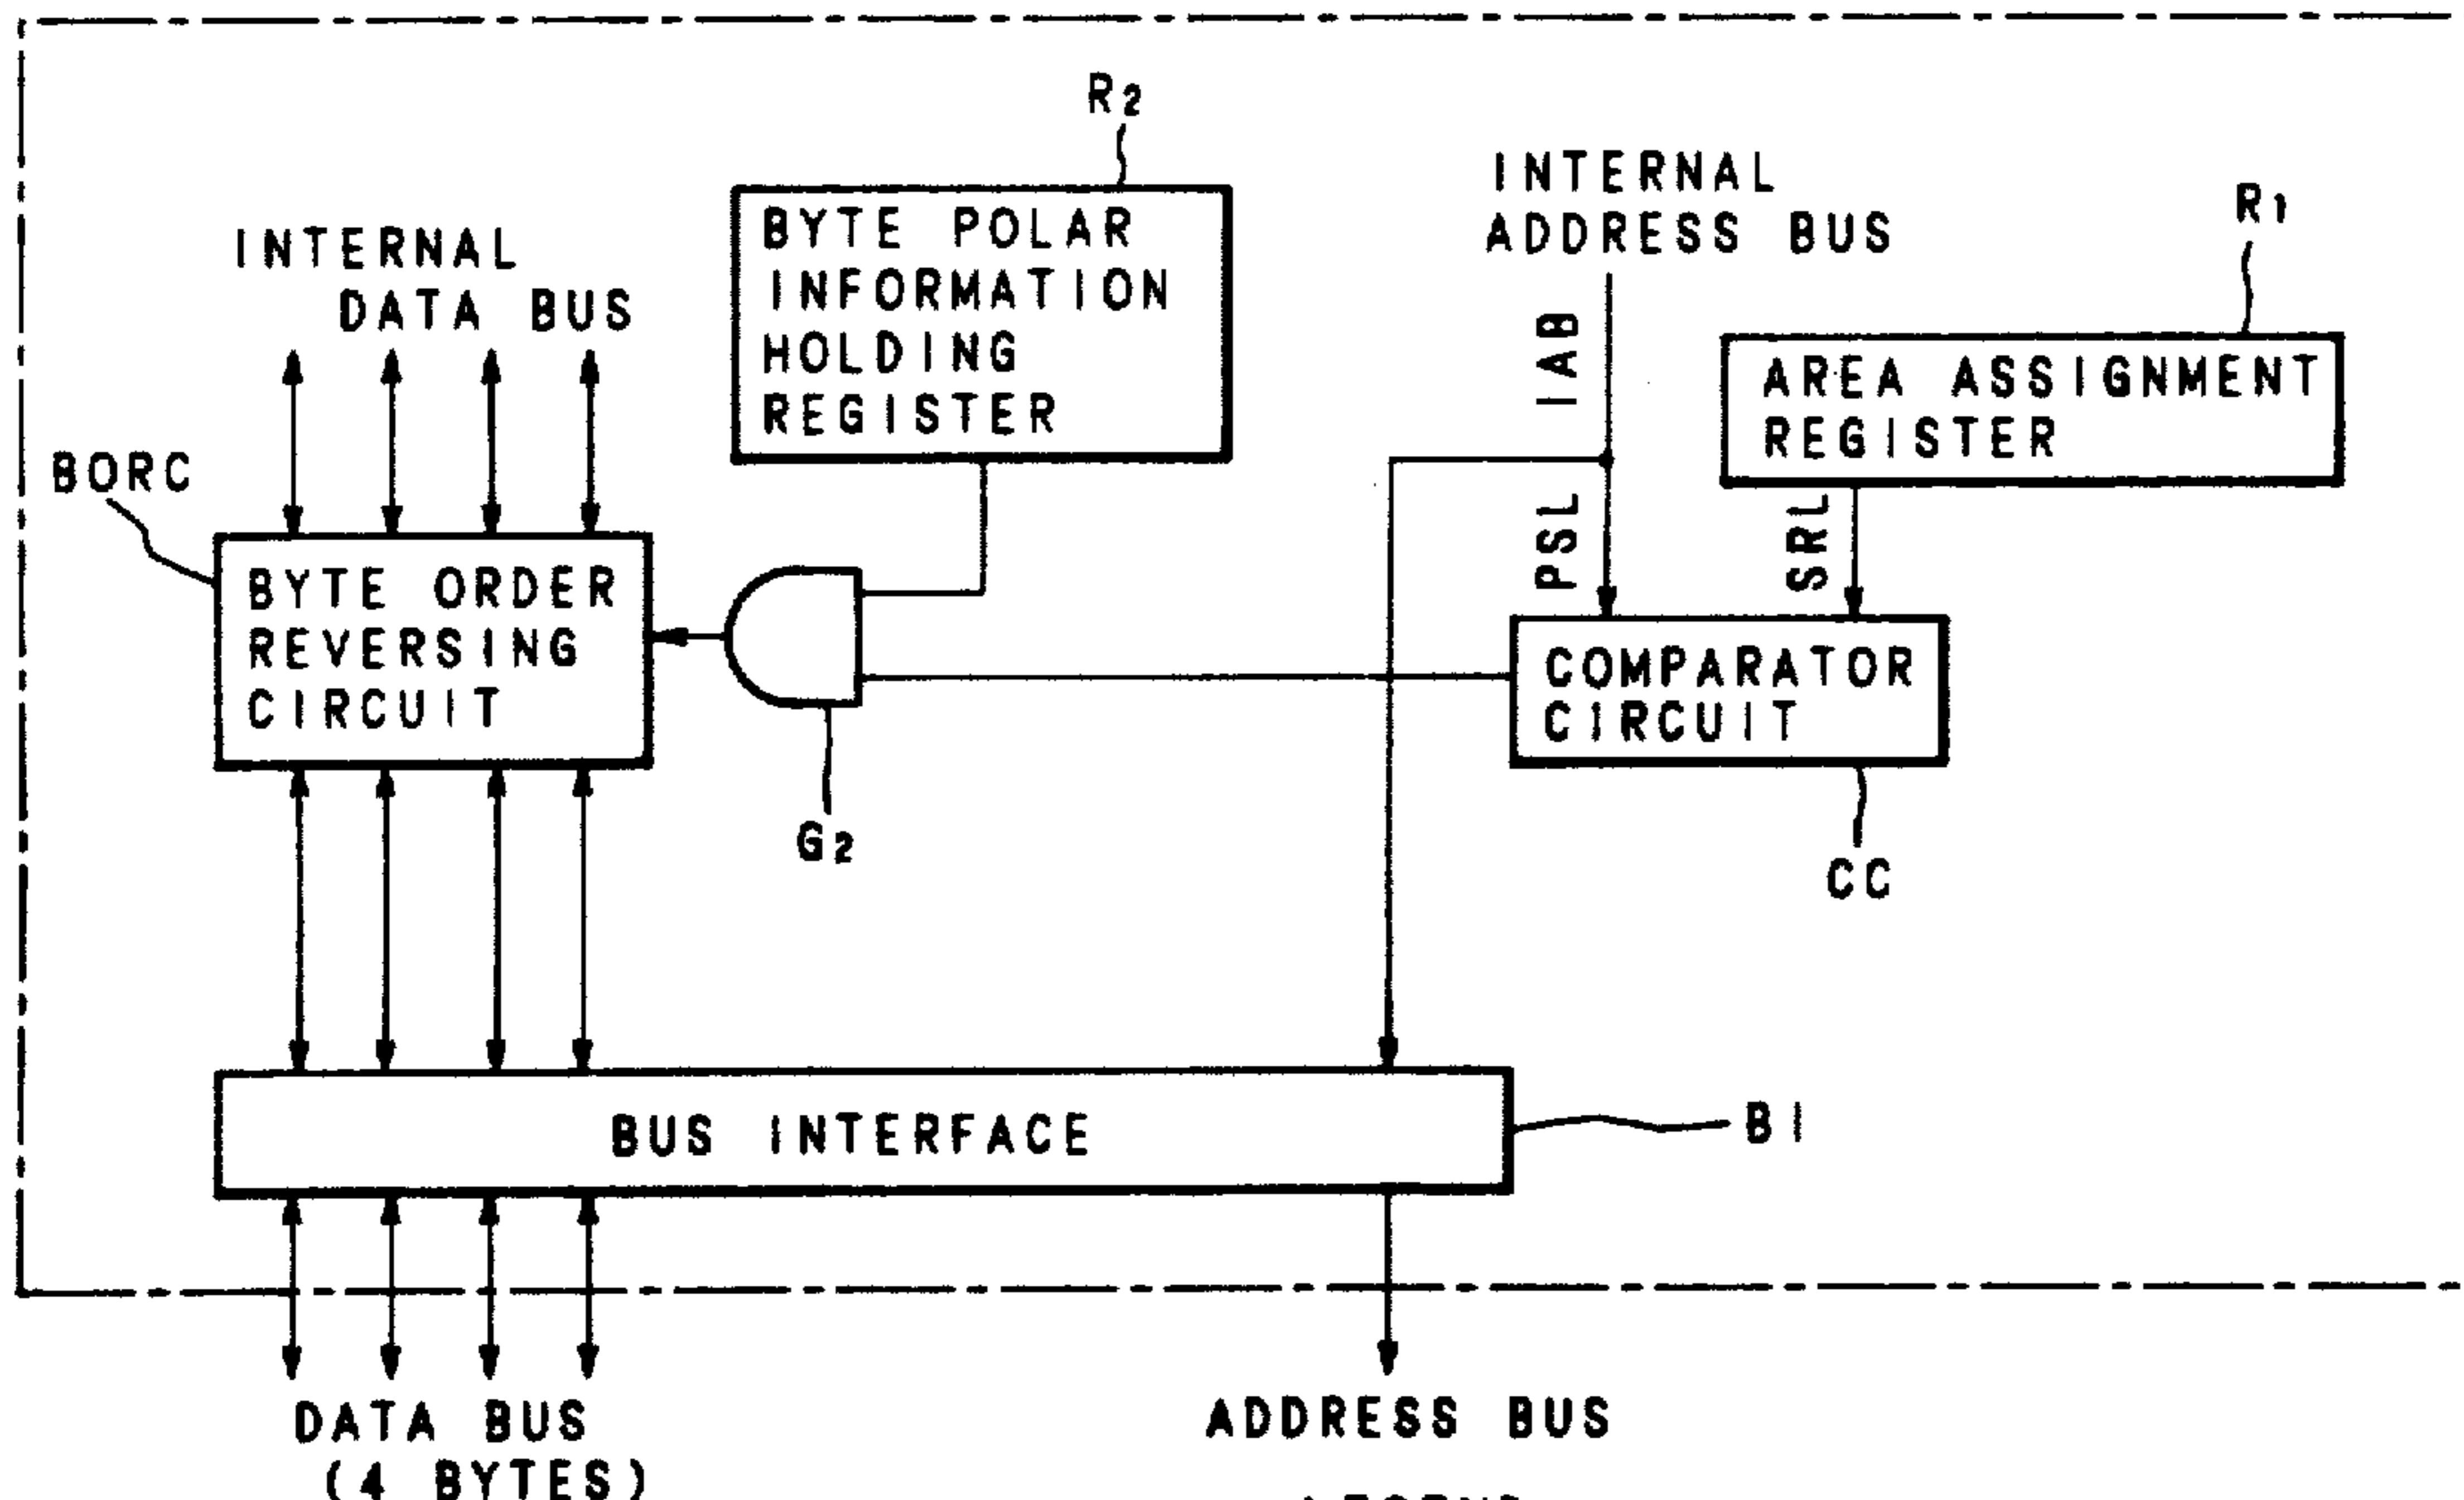 R2
INTERNAL
ADDRESS BUS
R1
INTERNAL
DATA BUS
BYTE POLAR
INFORMATION
HOLDING
REGISTER
IAB
AREA ASSIGNMENT
REGISTER
BORC
PSL
SRL
BYTE ORDER
REVERSING
CIRCUIT
COMPARATOR
CIRCUIT
G2
CC
BUS INTERFACE
BI
DATA BUS
(4 BYTES)
ADDRESS BUS